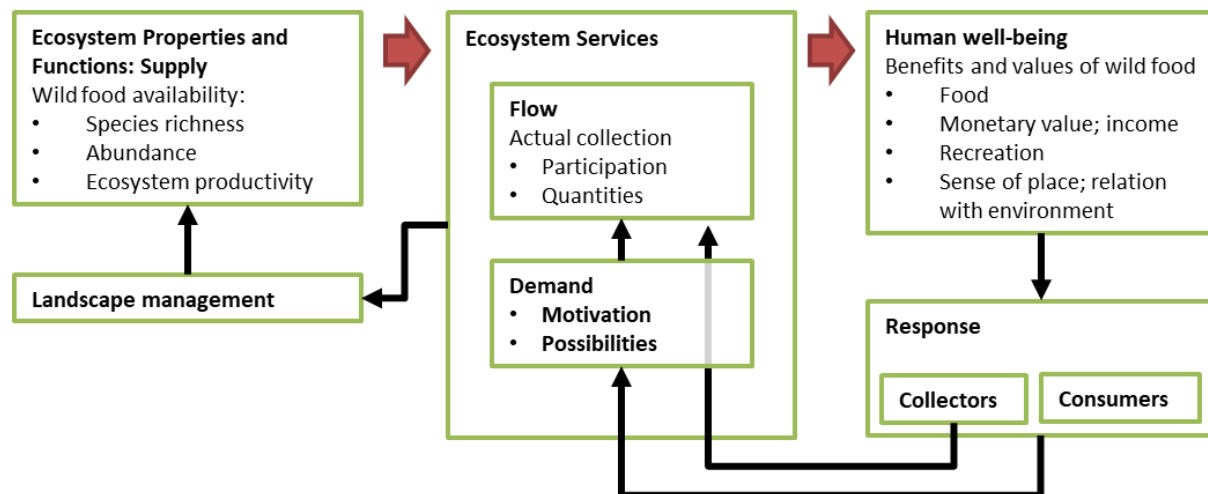 Ecosystem Properties and
Functions: Supply
Wild food availability:
• Species richness
• Abundance
• Ecosystem productivity
Landscape management
Ecosystem Services
Flow
Actual collection
• Participation
• Quantities
Demand
• Motivation
• Possibilities
Human well-being
Benefits and values of wild food
• Food
• Monetary value; income
• Recreation
• Sense of place; relation
with environment
Response
Collectors
Consumers